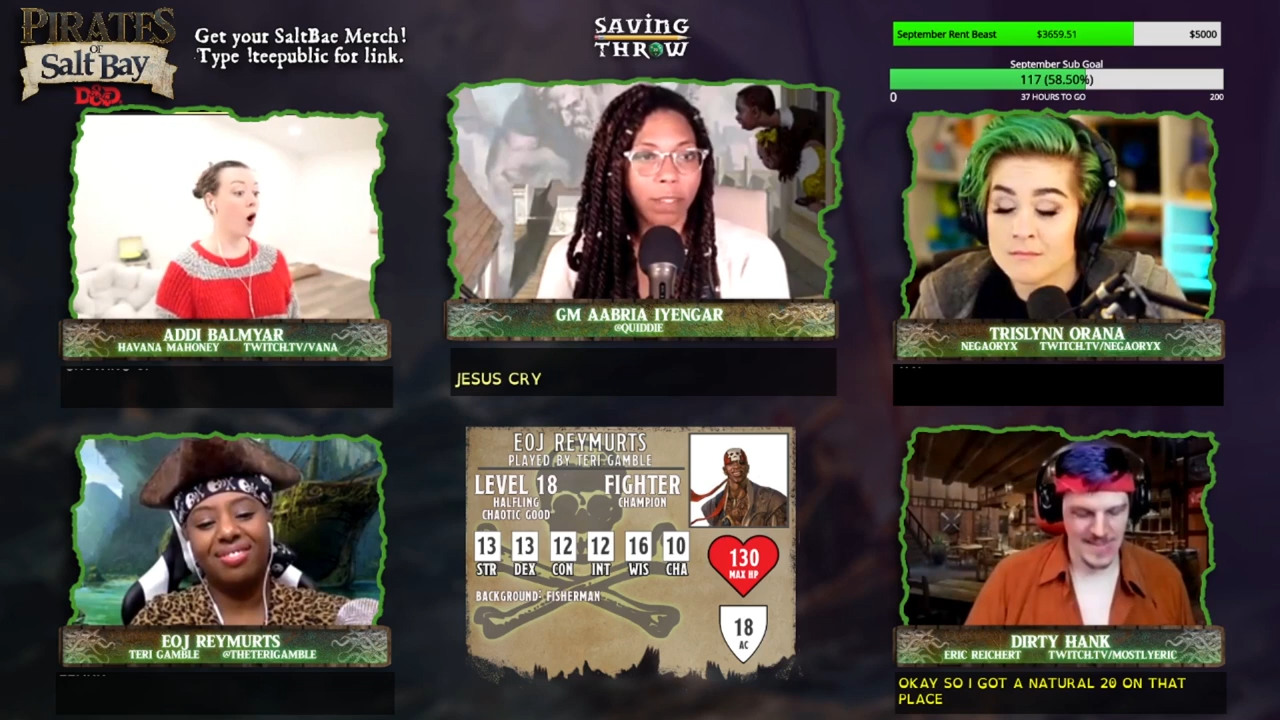 PIRATES
OF
Salt Bay
D&D
Get your SaltBae Merch!
Type !teepublic for link.
SAVING
THROW
September Rent Beast $3659.51 $5000
September Sub Goal
117 (58.50%)
0 37 HOURS TO GO 200
ADDI BALMYAR
HAVANA MAHONEY TWITCH.TV/VANA
GM AABRIA IYENGAR
@QUIDDIE
JESUS CRY
TRISLYNN ORANA
NEGAORYX TWITCH.TV/NEGAORYX
EOJ REYMURTS
PLAYED BY TERI GAMBLE
LEVEL 18 FIGHTER
HALFLING CHAMPION
CHAOTIC GOOD
13 13 12 12 16 10
STR DEX CON INT WIS CHA
BACKGROUND: FISHERMAN
130
MAX HP
18
AC
EOJ REYMURTS
TERI GAMBLE @THETERIGAMBLE
DIRTY HANK
ERIC REICHERT TWITCH.TV/MOSTLYERIC
OKAY SO I GOT A NATURAL 20 ON THAT
PLACE